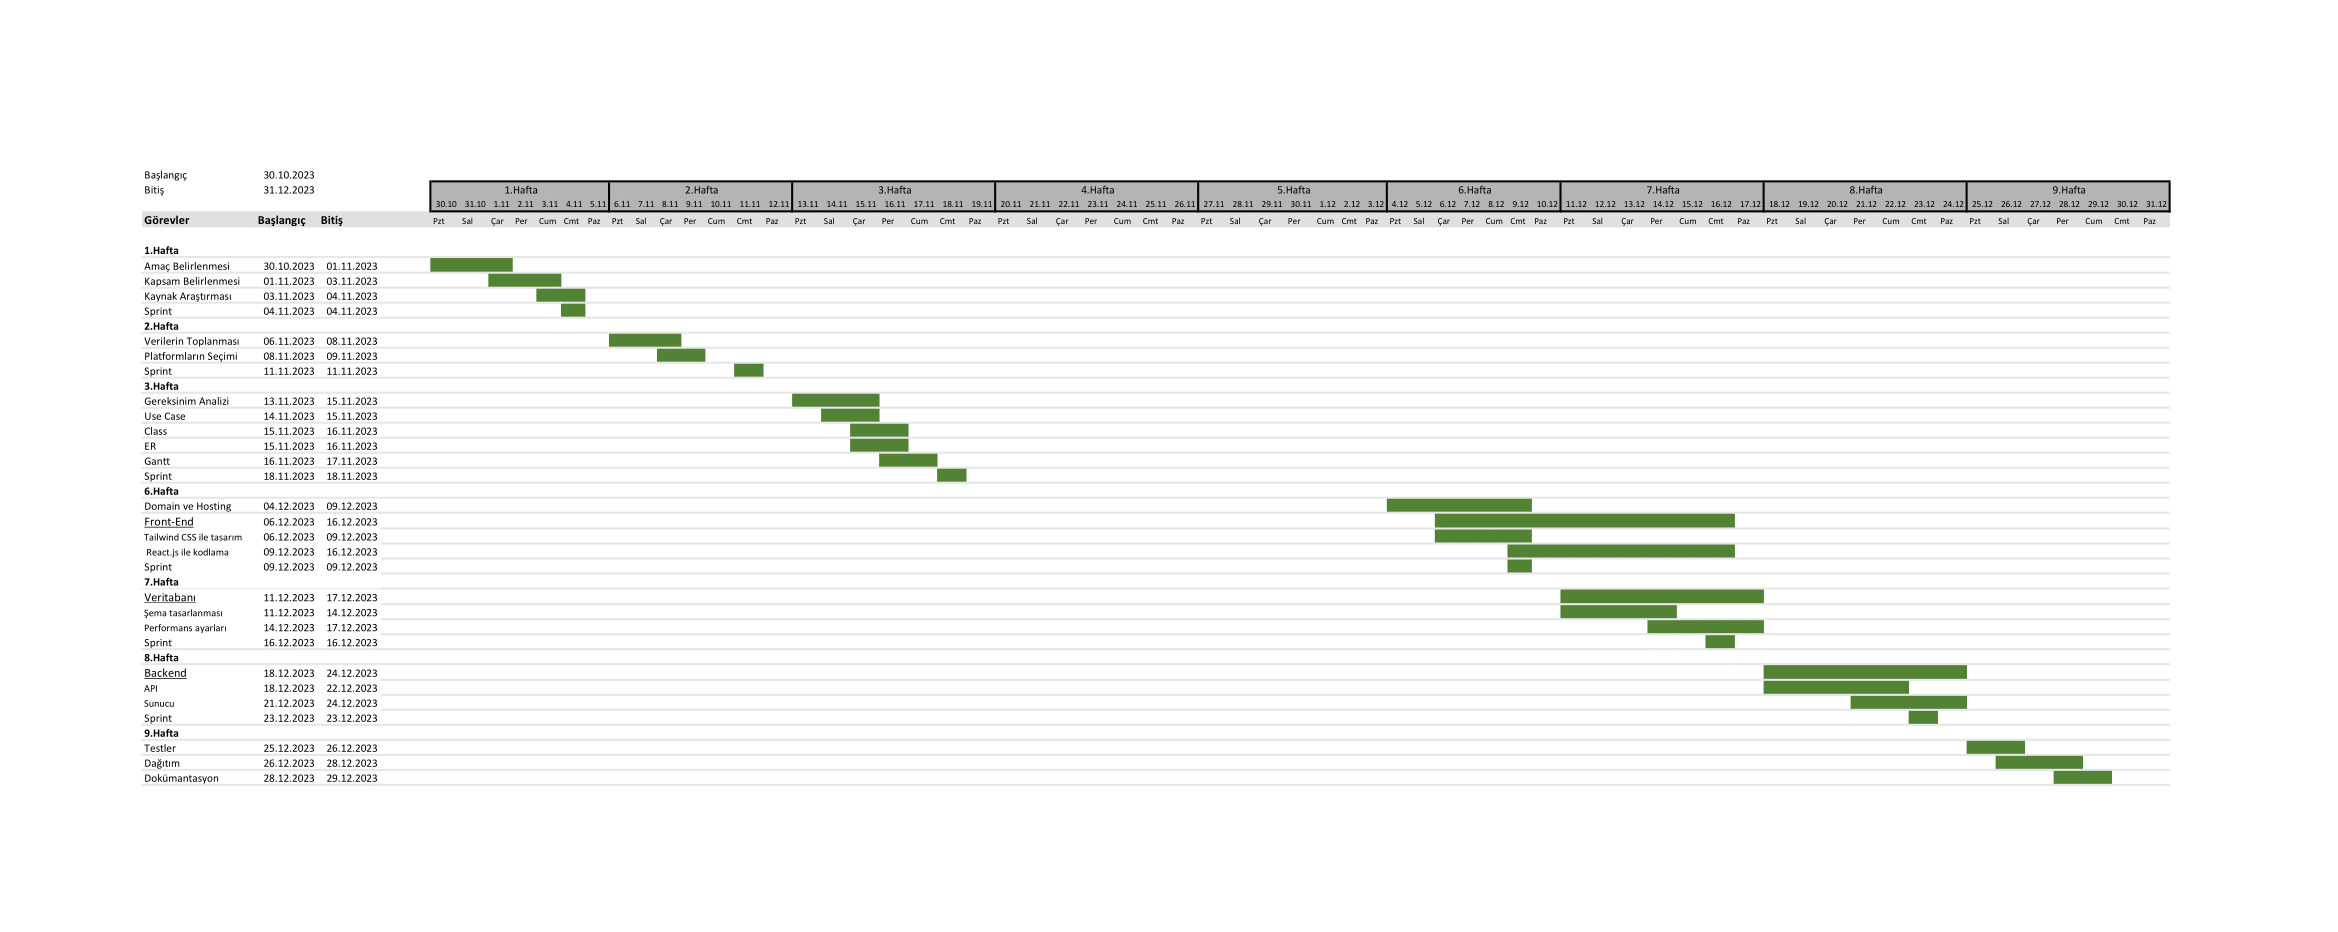 Başlangıç 30.10.2023
Bitiş 31.12.2023 1.Hafta 2.Hafta 3.Hafta 4.Hafta 5.Hafta 6.Hafta 7.Hafta 8.Hafta 9.Hafta
30.10 31.10 1.11 2.11 3.11 4.11 5.11 6.11 7.11 8.11 9.11 10.11 11.11 12.11 13.11 14.11 15.11 16.11 17.11 18.11 19.11 20.11 21.11 22.11 23.11 24.11 25.11 26.11 27.11 28.11 29.11 30.11 1.12 2.12 3.12 4.12 5.12 6.12 7.12 8.12 9.12 10.12 11.12 12.12 13.12 14.12 15.12 16.12 17.12 18.12 19.12 20.12 21.12 22.12 23.12 24.12 25.12 26.12 27.12 28.12 29.12 30.12 31.12
Görevler Başlangıç Bitiş Pzt Sal Çar Per Cum Cmt Paz Pzt Sal Çar Per Cum Cmt Paz Pzt Sal Çar Per Cum Cmt Paz Pzt Sal Çar Per Cum Cmt Paz Pzt Sal Çar Per Cum Cmt Paz Pzt Sal Çar Per Cum Cmt Paz Pzt Sal Çar Per Cum Cmt Paz Pzt Sal Çar Per Cum Cmt Paz Pzt Sal Çar Per Cum Cmt Paz
1.Hafta
Amaç Belirlenmesi 30.10.2023 01.11.2023
Kapsam Belirlenmesi 01.11.2023 03.11.2023
Kaynak Araştırması 03.11.2023 04.11.2023
Sprint 04.11.2023 04.11.2023
2.Hafta
Verilerin Toplanması 06.11.2023 08.11.2023
Platformların Seçimi 08.11.2023 09.11.2023
Sprint 11.11.2023 11.11.2023
3.Hafta
Gereksinim Analizi 13.11.2023 15.11.2023
Use Case 14.11.2023 15.11.2023
Class 15.11.2023 16.11.2023
ER 15.11.2023 16.11.2023
Gantt 16.11.2023 17.11.2023
Sprint 18.11.2023 18.11.2023
6.Hafta
Domain ve Hosting 04.12.2023 09.12.2023
Front-End 06.12.2023 16.12.2023
Tailwind CSS ile tasarım 06.12.2023 09.12.2023
React.js ile kodlama 09.12.2023 16.12.2023
Sprint 09.12.2023 09.12.2023
7.Hafta
Veritabanı 11.12.2023 17.12.2023
Şema tasarlanması 11.12.2023 14.12.2023
Performans ayarları 14.12.2023 17.12.2023
Sprint 16.12.2023 16.12.2023
8.Hafta
Backend 18.12.2023 24.12.2023
API 18.12.2023 22.12.2023
Sunucu 21.12.2023 24.12.2023
Sprint 23.12.2023 23.12.2023
9.Hafta
Testler 25.12.2023 26.12.2023
Dağıtım 26.12.2023 28.12.2023
Dokümantasyon 28.12.2023 29.12.2023